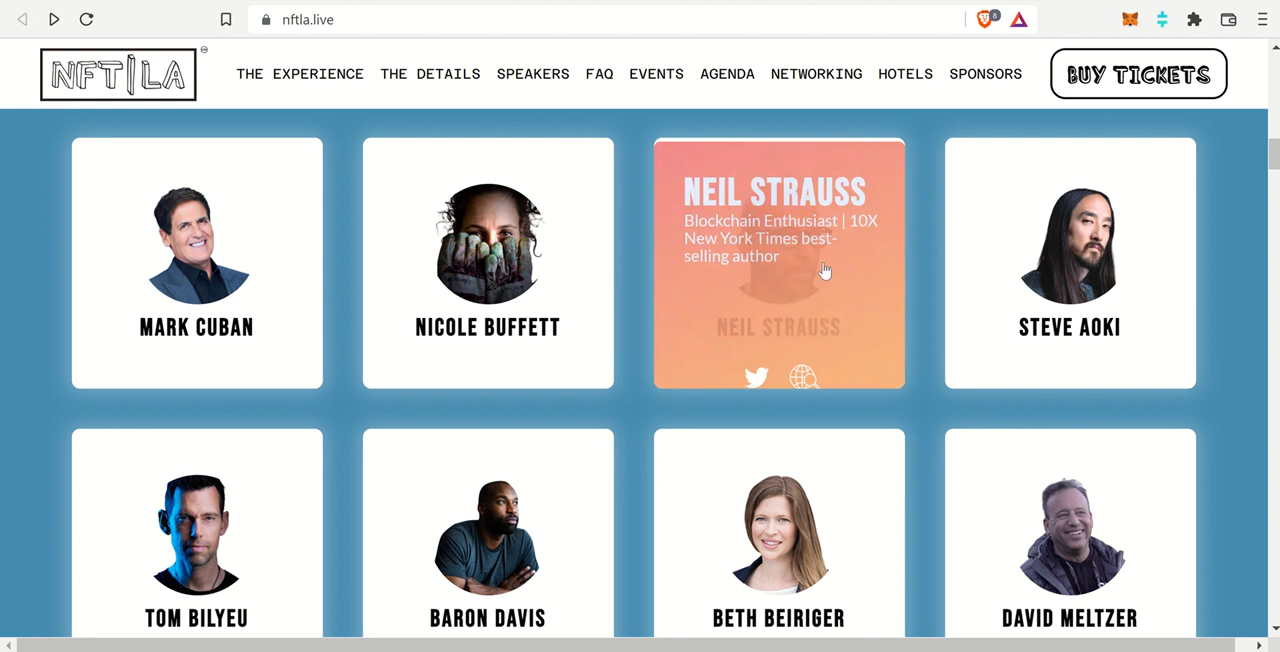 nftla.live
8
NFT|LA
THE EXPERIENCE THE DETAILS SPEAKERS FAQ EVENTS AGENDA NETWORKING HOTELS SPONSORS
BUY TICKETS
NEIL STRAUSS
Blockchain Enthusiast | 10X
New York Times best-
selling author
MARK CUBAN
NICOLE BUFFETT
NEIL STRAUSS
STEVE AOKI
TOM BILYEU
BARON DAVIS
BETH BEIRIGER
DAVID MELTZER